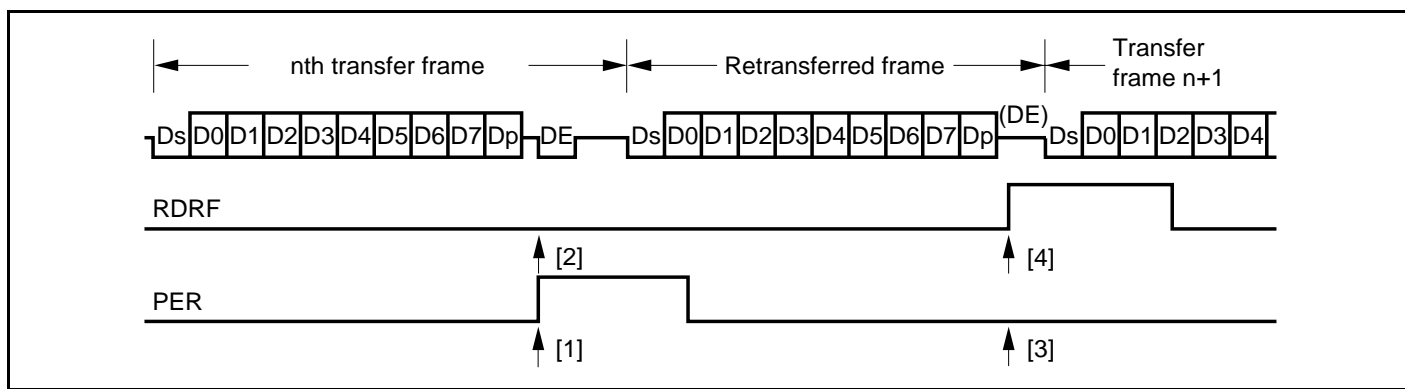 nth transfer frame
Retransferred frame
Transfer
frame n+1
Ds D0 D1 D2 D3 D4 D5 D6 D7 Dp DE Ds D0 D1 D2 D3 D4 D5 D6 D7 Dp (DE) Ds D0 D1 D2 D3 D4
RDRF
[2] [4]
PER
[1] [3]